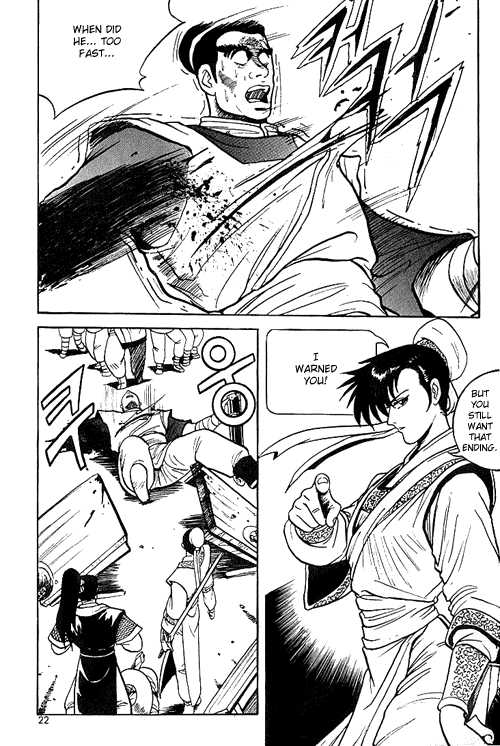 WHEN DID
HE... TOO
FAST...
I
WARNED
YOU!
BUT
YOU
STILL
WANT
THAT
ENDING.
22